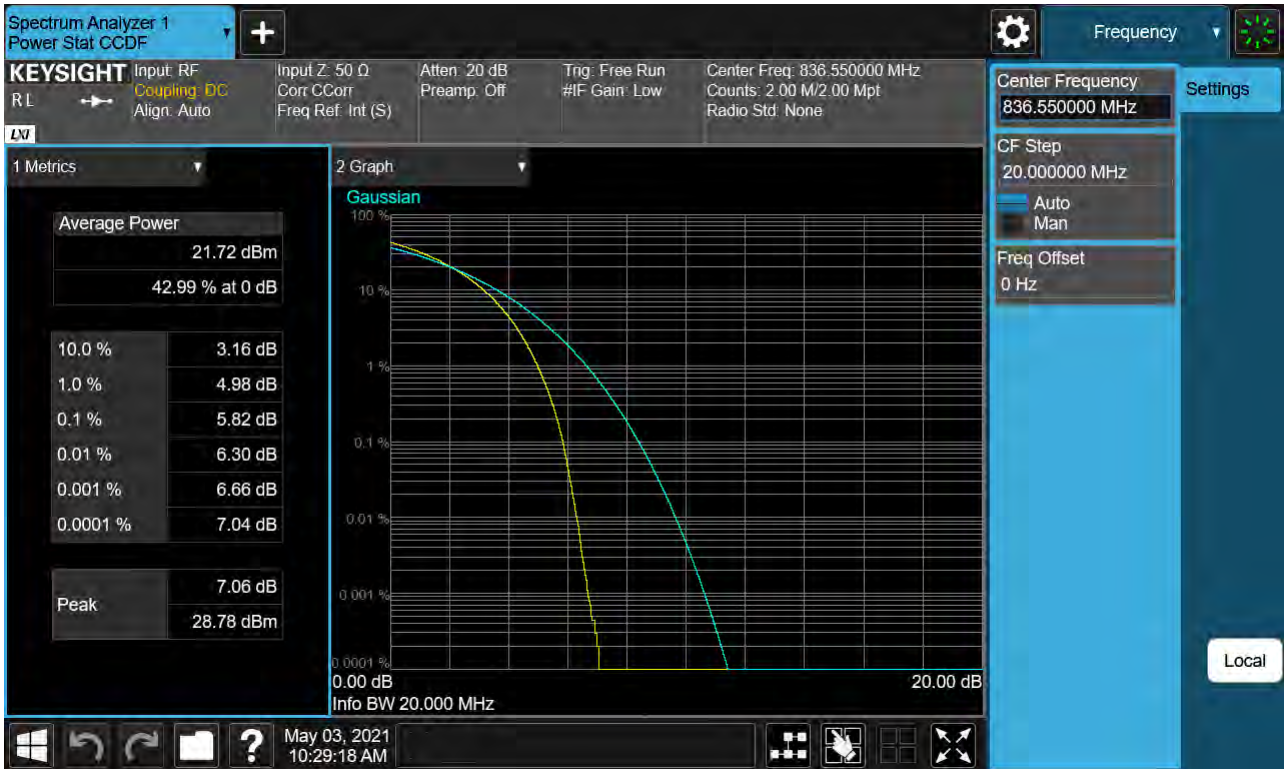 Spectrum Analyzer 1
Power Stat CCDF
Frequency
KEYSIGHT
RL
LXI
Input: RF
Coupling: DC
Align: Auto
Input Z: 50 Ω
Corr CCorr
Freq Ref: Int (S)
Atten: 20 dB
Preamp: Off
Trig: Free Run
#IF Gain: Low
Center Freq: 836.550000 MHz
Counts: 2.00 M/2.00 Mpt
Radio Std: None
1 Metrics
Average Power
21.72 dBm
42.99 % at 0 dB
10.0 % 3.16 dB
1.0 % 4.98 dB
0.1 % 5.82 dB
0.01 % 6.30 dB
0.001 % 6.66 dB
0.0001 % 7.04 dB
Peak
7.06 dB
28.78 dBm
2 Graph
Gaussian
100 %
10 %
1 %
0.1 %
0.01 %
0.001 %
0.0001 %
0.00 dB 20.00 dB
Info BW 20.000 MHz
Center Frequency
836.550000 MHz
CF Step
20.000000 MHz
Auto
Man
Freq Offset
0 Hz
Settings
Local
?
May 03, 2021
10:29:18 AM